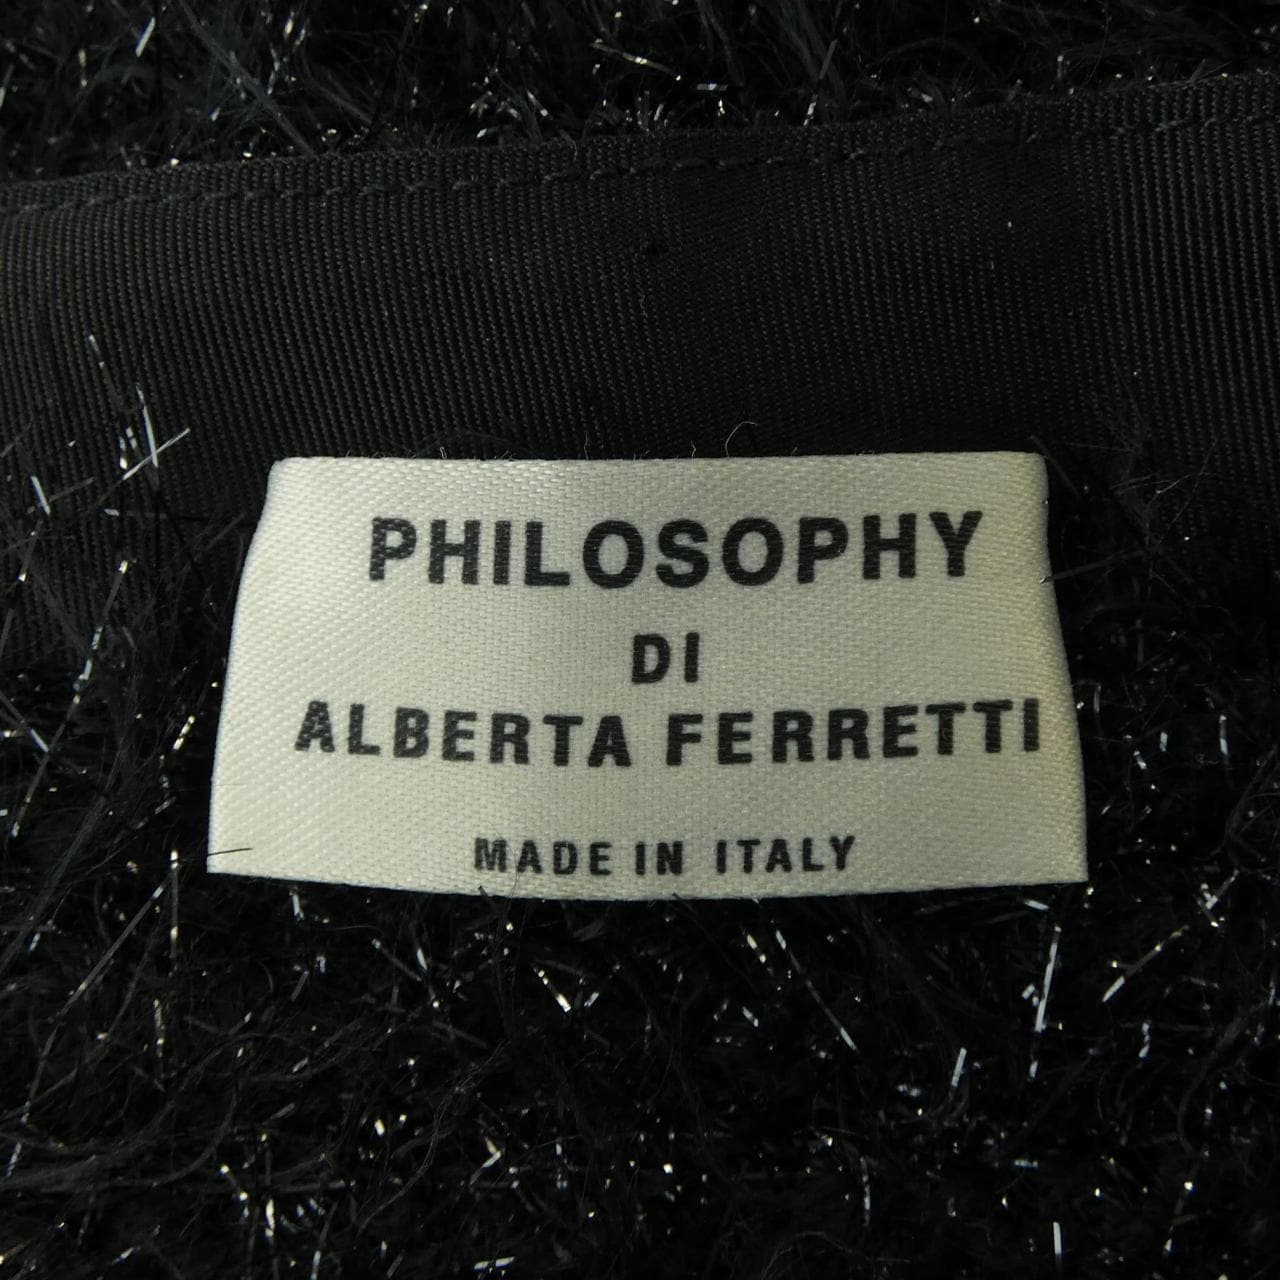 PHILOSOPHY
DI
ALBERTA FERRETTI
MADE IN ITALY